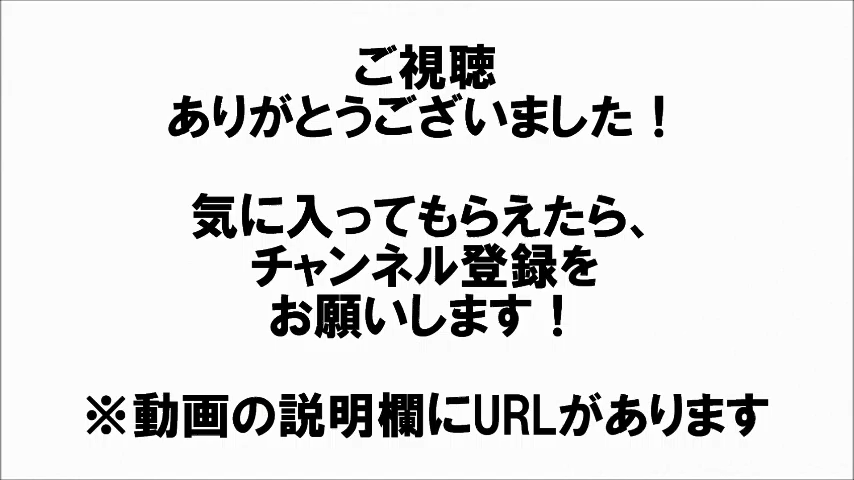 ご視聴
ありがとうございました！
気に入ってもらえたら、
チャンネル登録を
お願いします！
※動画の説明欄にURLがあります